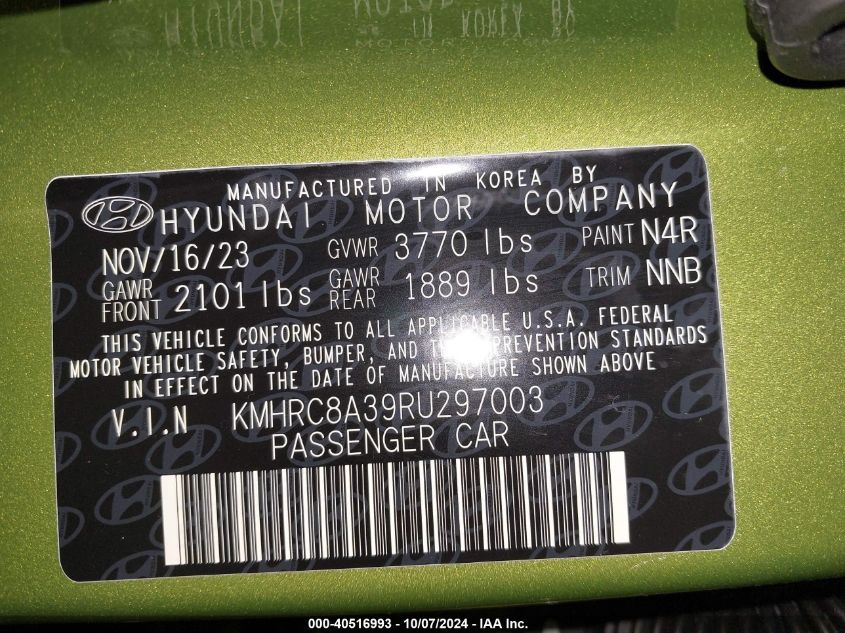 MANUFACTURED IN KOREA BY
HYUNDAI MOTOR COMPANY
NOV/16/23 GVWR 3770 lbs PAINT N4R
GAWR FRONT 2101 lbs GAWR REAR 1889 lbs TRIM NNB
THIS VEHICLE CONFORMS TO ALL APPLICABLE U.S.A. FEDERAL
MOTOR VEHICLE SAFETY, BUMPER, AND PREVENTION STANDARDS
IN EFFECT ON THE DATE OF MANUFACTURE SHOWN ABOVE
V.I.N KMHRC8A39RU297003
PASSENGER CAR
000-40516993 - 10/07/2024 - IAA Inc.